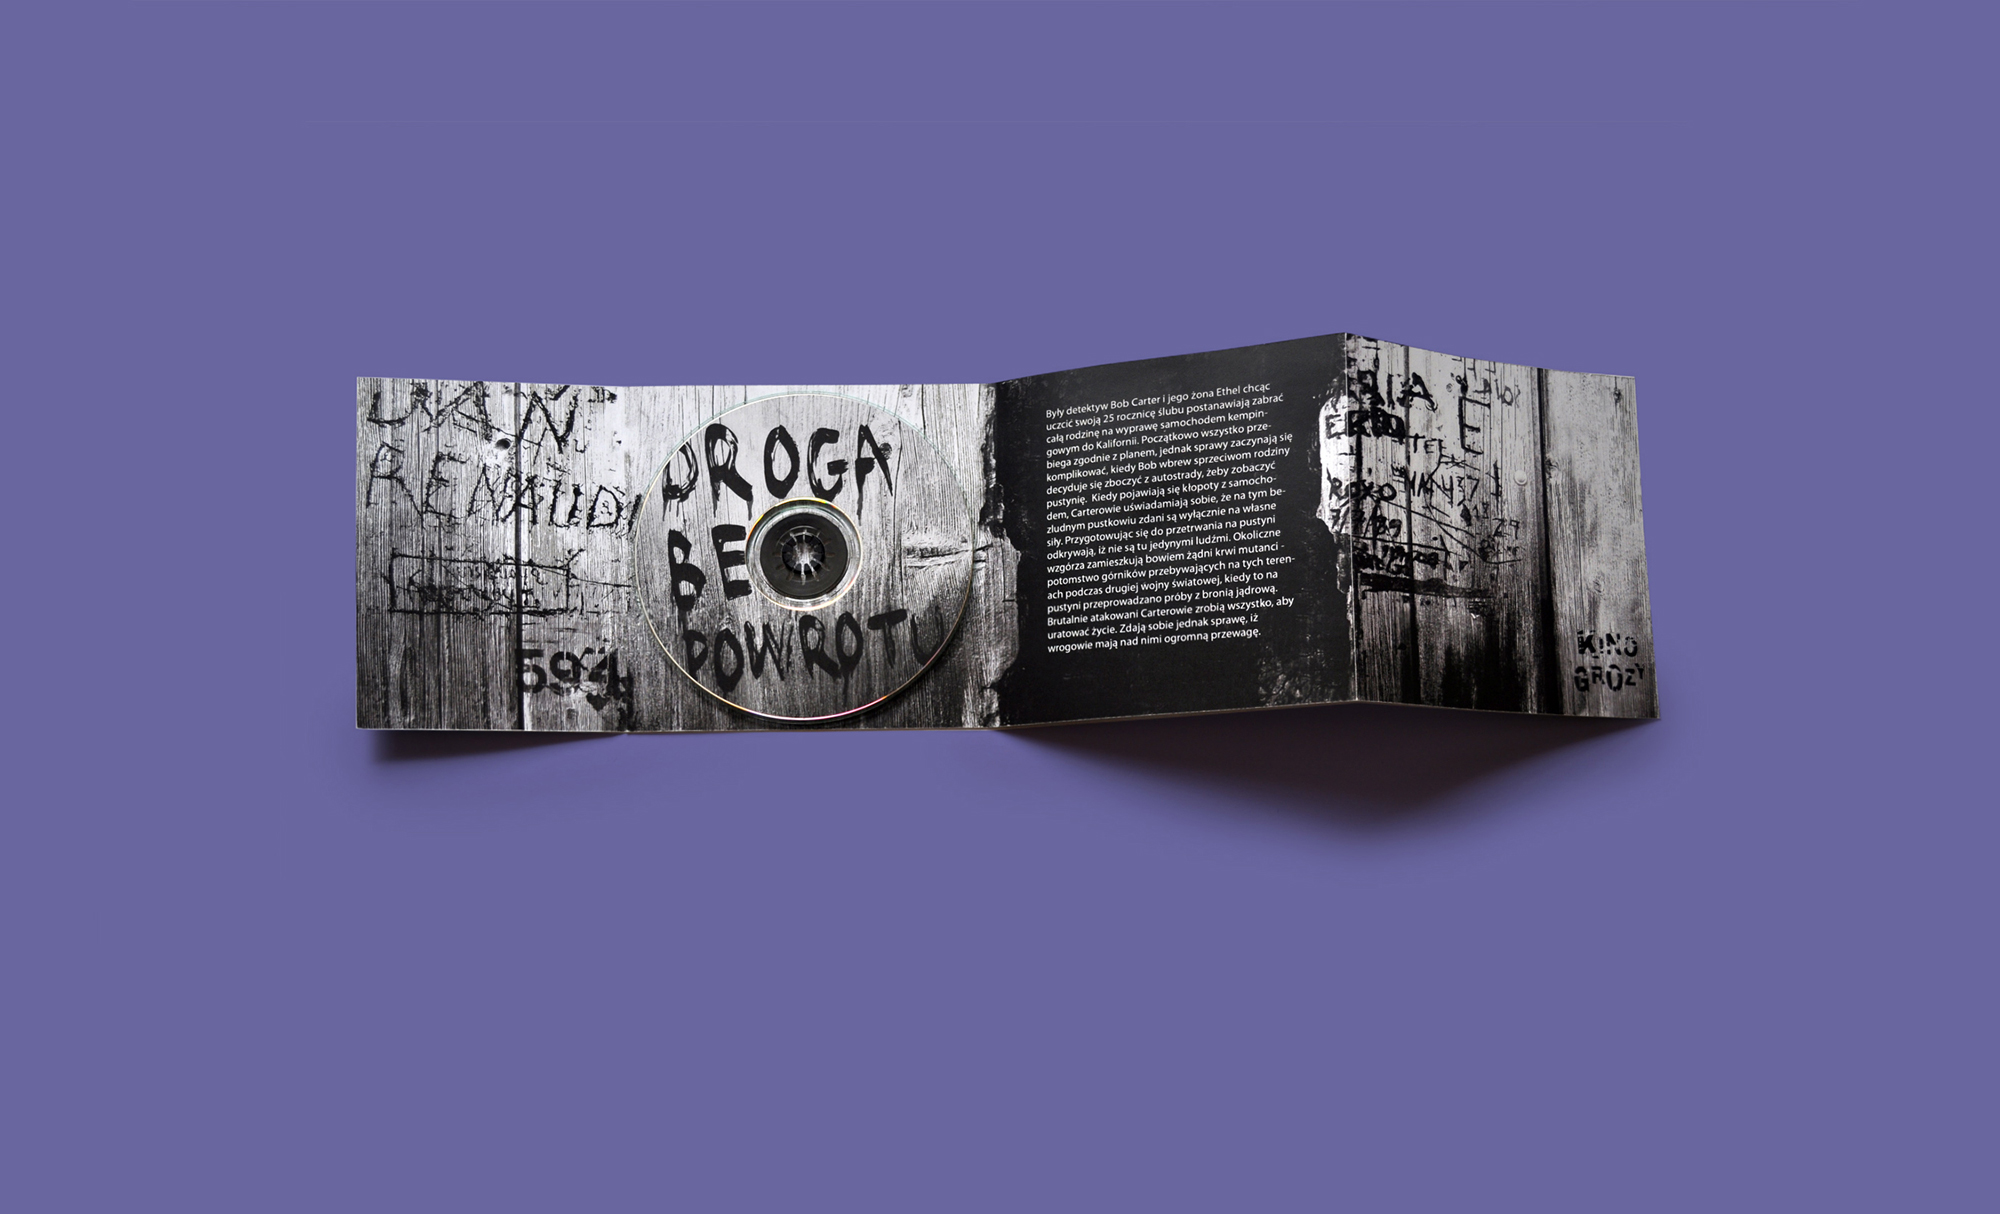 JAN
RENAUD
594
DROGA
BE
POWROTU
Były detektyw Bob Carter i jego żona Ethel chcąc
uczcić swoją 25 rocznicę ślubu postanawiają zabrać
całą rodzinę na wyprawę samochodem kempin-
gowym do Kalifornii. Początkowo wszystko prze-
biega zgodnie z planem, jednak sprawy zaczynają się
komplikować, kiedy Bob wbrew sprzeciwom rodziny
decyduje się zboczyć z autostrady, żeby zobaczyć
pustynię. Kiedy pojawiają się kłopoty z samocho-
dem, Carterowie uświadamiają sobie, że na tym be-
zludnym pustkowiu zdani są wyłącznie na własne
siły. Przygotowując się do przetrwania na pustyni
odkrywają, iż nie są tu jedynymi ludźmi. Okoliczne
wzgórza zamieszkują bowiem żądni krwi mutanci -
potomstwo górników przebywających na tych teren-
ach podczas drugiej wojny światowej, kiedy to na
pustyni przeprowadzano próby z bronią jądrową.
Brutalnie atakowani Carterowie zrobią wszystko, aby
uratować życie. Zdają sobie jednak sprawę, iż
wrogowie mają nad nimi ogromną przewagę.
KINO
GROZY